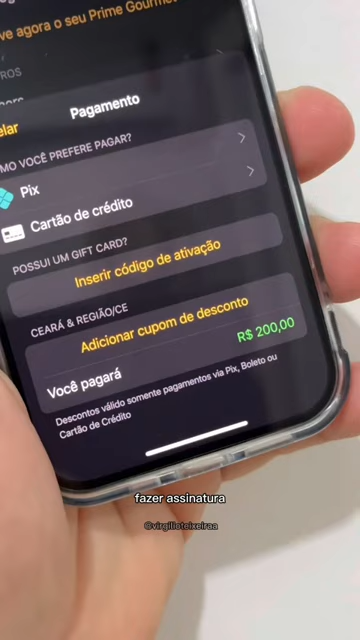 ve agora o seu Prime Gourmet
ROS
Pagamento
elar
MO VOCÊ PREFERE PAGAR?
Pix
Cartão de crédito
POSSUI UM GIFT CARD?
Inserir código de ativação
CEARÁ & REGIÃO/CE
Adicionar cupom de desconto
Você pagará R$ 200,00
Descontos válido somente pagamentos via Pix, Boleto ou
Cartão de Crédito
fazer assinatura
@virgilioteixeiraa